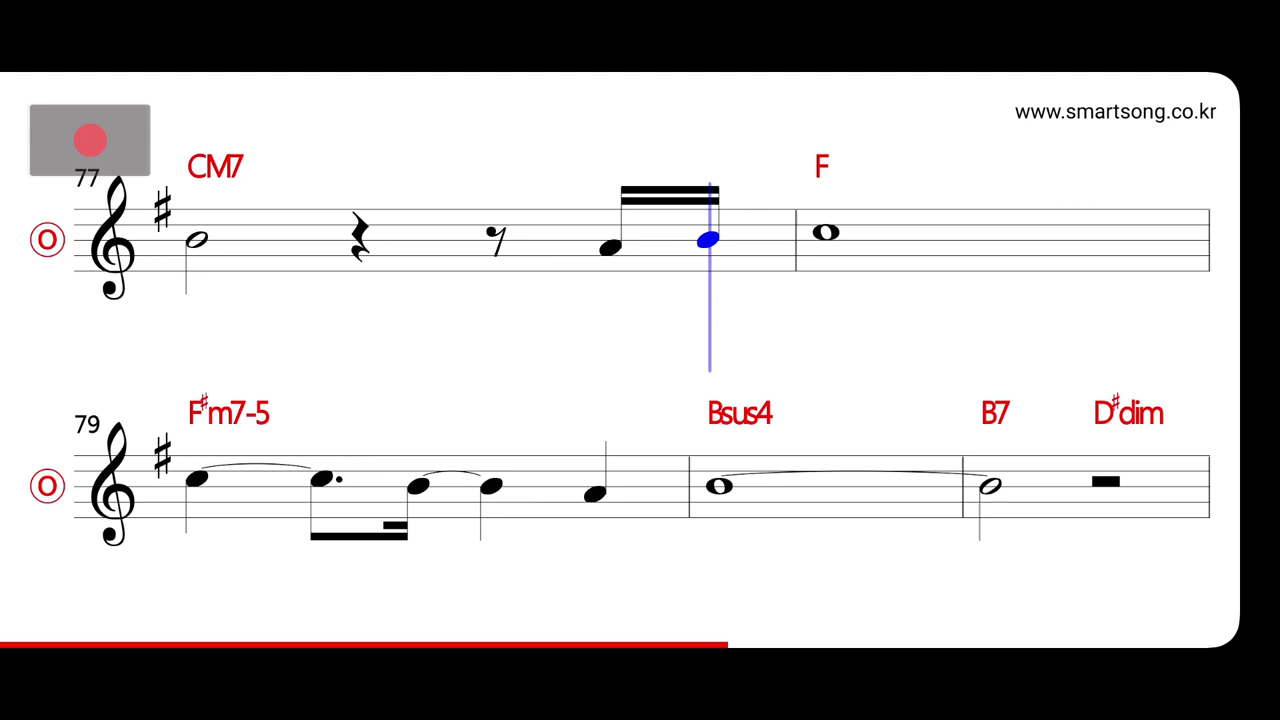 www.smartsong.co.kr
CM7 F
77
O
F♯m7-5 Bsus4 B7 D♯dim
79
O